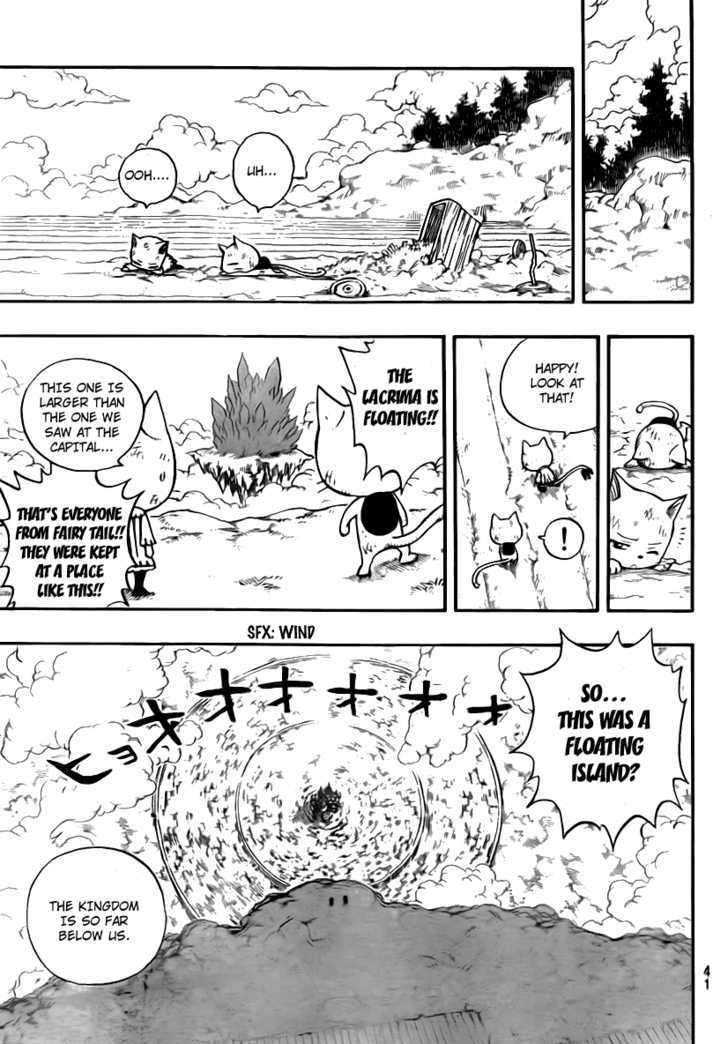 UH...
OOH....
HAPPY!
LOOK AT
THAT!
!
THE
LACRIMA IS
FLOATING!!
THIS ONE IS
LARGER THAN
THE ONE WE
SAW AT THE
CAPITAL...
THAT'S EVERYONE
FROM FAIRY TAIL!!
THEY WERE KEPT
AT A PLACE
LIKE THIS!!
SFX: WIND
SO...
THIS WAS A
FLOATING
ISLAND?
ヒョオオオオオオ
THE KINGDOM
IS SO FAR
BELOW US.
41